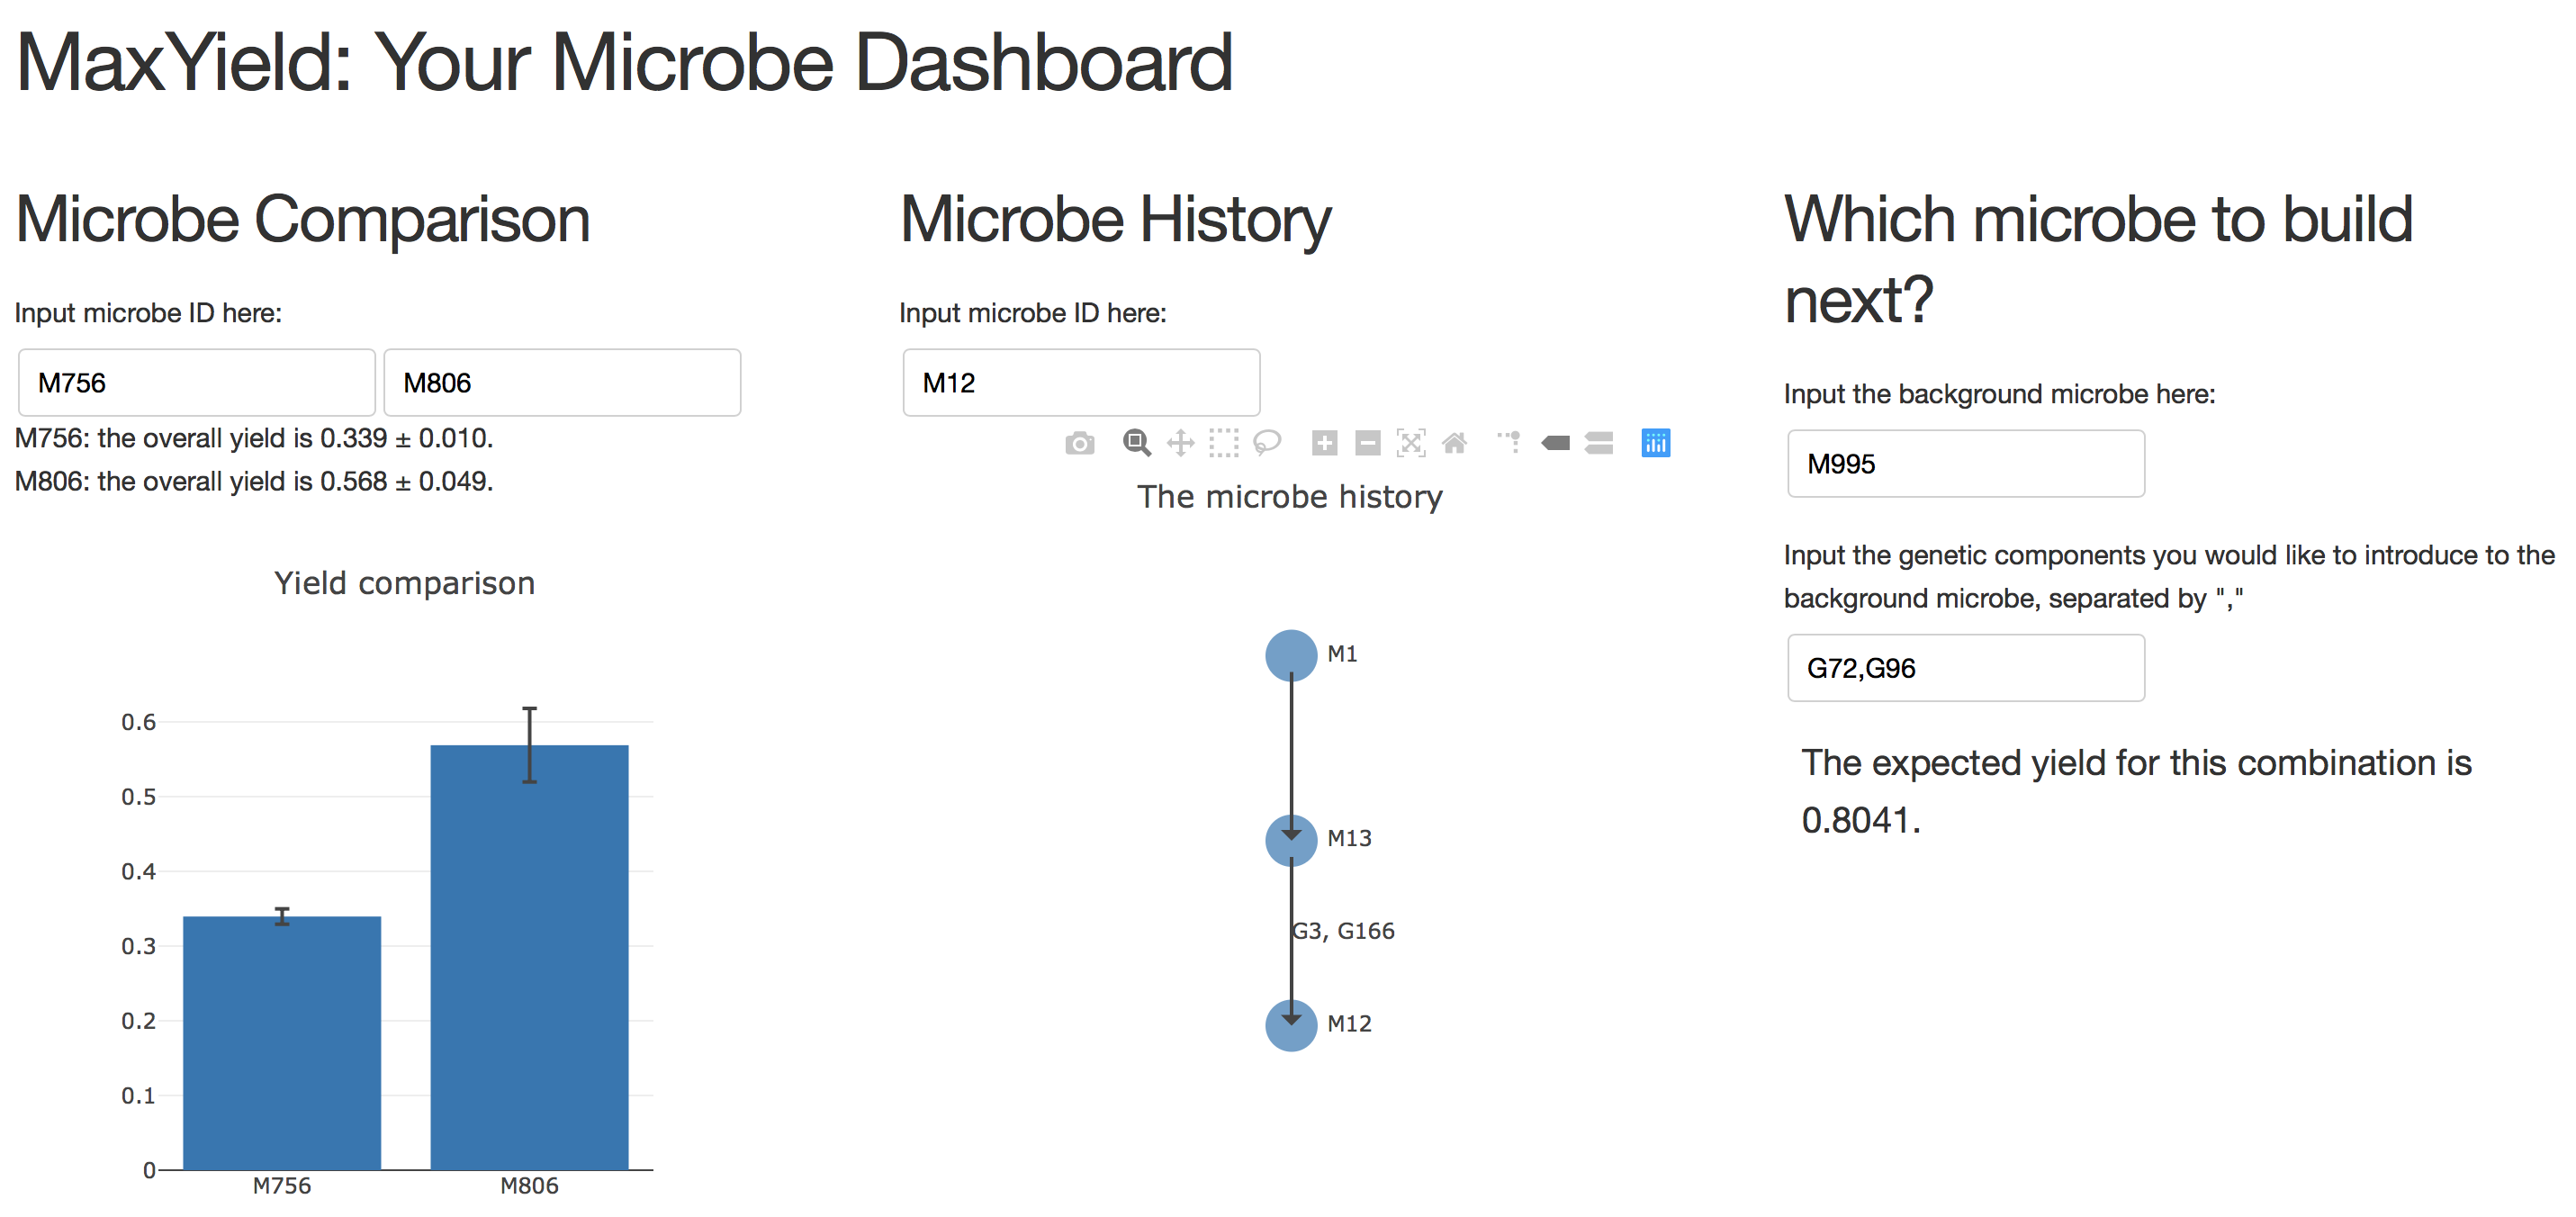 MaxYield: Your Microbe Dashboard
Microbe Comparison
Input microbe ID here:
M756
M806
M756: the overall yield is 0.339 ± 0.010.
M806: the overall yield is 0.568 ± 0.049.
Yield comparison
0.6
0.5
0.4
0.3
0.2
0.1
0
M756
M806
Microbe History
Input microbe ID here:
M12
The microbe history
M1
M13
G3, G166
M12
Which microbe to build
next?
Input the background microbe here:
M995
Input the genetic components you would like to introduce to the
background microbe, separated by ","
G72,G96
The expected yield for this combination is
0.8041.